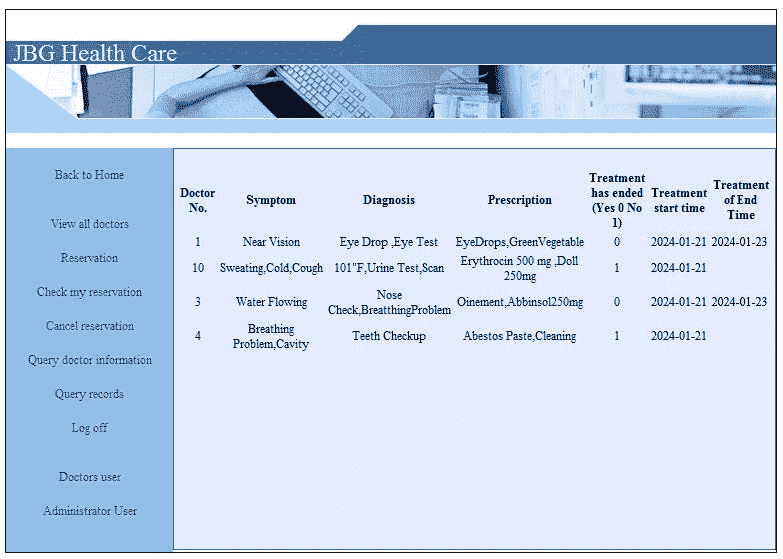 JBG Health Care
Back to Home
View all doctors
Reservation
Check my reservation
Cancel reservation
Query doctor information
Query records
Log off
Doctors user
Administrator User
Doctor No. Symptom Diagnosis Prescription Treatment has ended (Yes 0 No 1) Treatment start time Treatment of End Time
1 Near Vision Eye Drop ,Eye Test EyeDrops,GreenVegetable 0 2024-01-21 2024-01-23
10 Sweating,Cold,Cough 101"F,Urine Test,Scan Erythrocin 500 mg ,Doll 250mg 1 2024-01-21
3 Water Flowing Nose Check,BreatthingProblem Oinement,Abbinsol250mg 0 2024-01-21 2024-01-23
4 Breathing Problem,Cavity Teeth Checkup Abestos Paste,Cleaning 1 2024-01-21